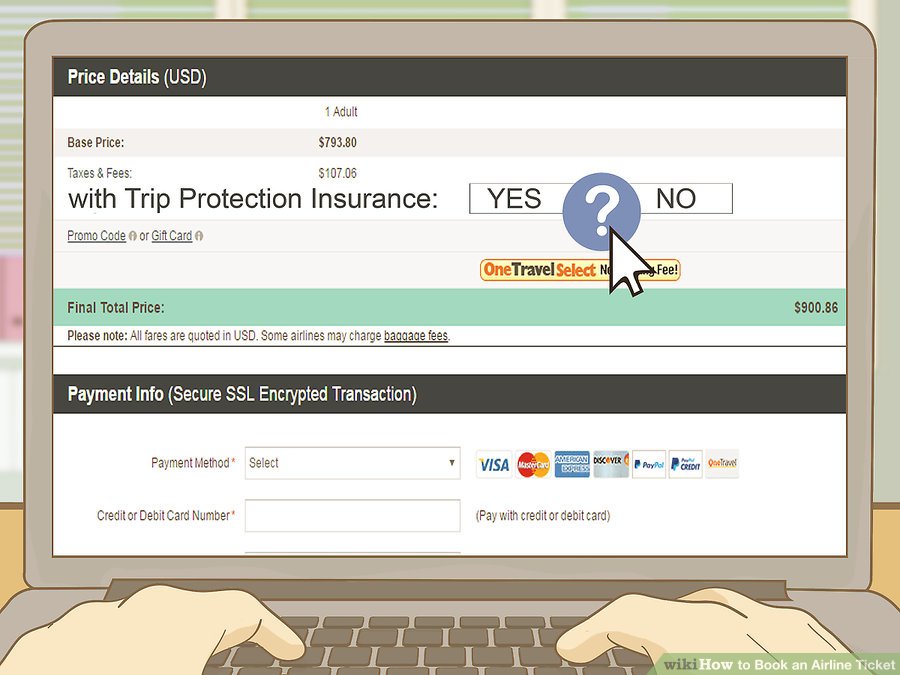 Price Details (USD)
1 Adult
Base Price: $793.80
Taxes & Fees: $107.06
with Trip Protection Insurance: YES ? NO
Promo Code or Gift Card
OneTravel Select Fee!
Final Total Price: $900.86
Please note: All fares are quoted in USD. Some airlines may charge baggage fees.
Payment Info (Secure SSL Encrypted Transaction)
Payment Method* Select VISA MasterCard AMERICAN EXPRESS DISCOVER PayPal PayPal CREDIT OneTravel
Credit or Debit Card Number* (Pay with credit or debit card)
wikiHow to Book an Airline Ticket